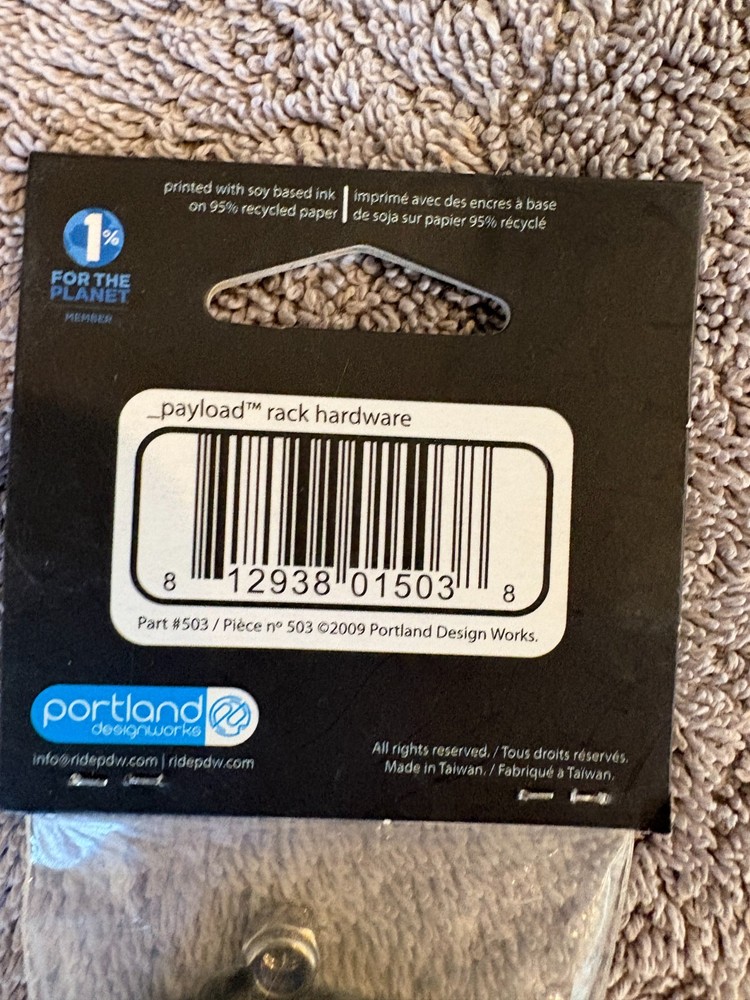 printed with soy based ink
on 95% recycled paper
imprimé avec des encres à base
de soja sur papier 95% récyclé
1%
FOR THE
PLANET
MEMBER
_payload™ rack hardware
8 12938 01503 8
Part #503 / Pièce nº 503 ©2009 Portland Design Works.
portland
designworks
info@ridepdw.com | ridepdw.com
All rights reserved. / Tous droits réservés.
Made in Taiwan. / Fabriqué a Taïwan.